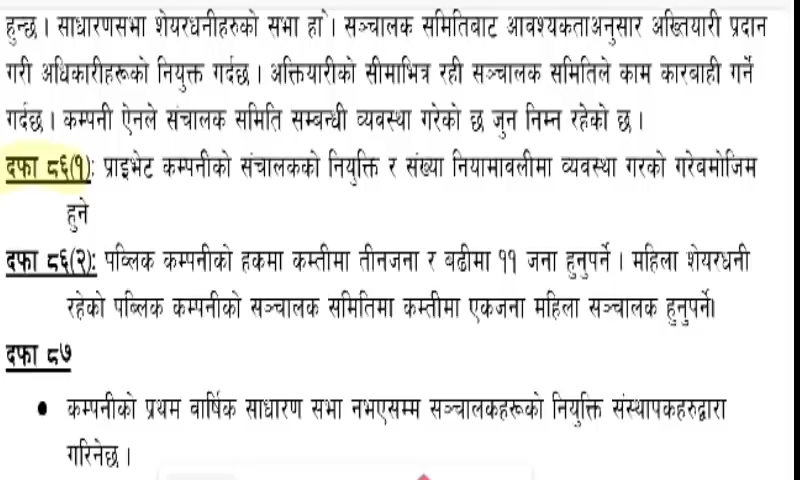 हुन्छ । साधारणसभा शेयरधनीहरुको सभा हो । सञ्चालक समितिबाट आवश्यकताअनुसार अख्तियारी प्रदान
गरी अधिकारीहरूको नियुक्त गर्दछ । अक्तियारीको सीमाभित्र रही सञ्चालक समितिले काम कारबाही गर्ने
गर्दछ । कम्पनी ऐनले संचालक समिति सम्बन्धी व्यवस्था गरेको छ जुन निम्न रहेको छ ।
दफा ८६(१): प्राइभेट कम्पनीको संचालकको नियुक्ति र संख्या नियामावलीमा व्यवस्था गरको गरेबमोजिम
हुने
दफा ८६(२): पब्लिक कम्पनीको हकमा कम्तीमा तीनजना र बढीमा ११ जना हुनुपर्ने । महिला शेयरधनी
रहेको पब्लिक कम्पनीको सञ्चालक समितिमा कम्तीमा एकजना महिला सञ्चालक हुनुपर्ने।
दफा ८७
• कम्पनीको प्रथम वार्षिक साधारण सभा नभएसम्म सञ्चालकहरूको नियुक्ति संस्थापकहरुद्वारा
गरिनेछ ।